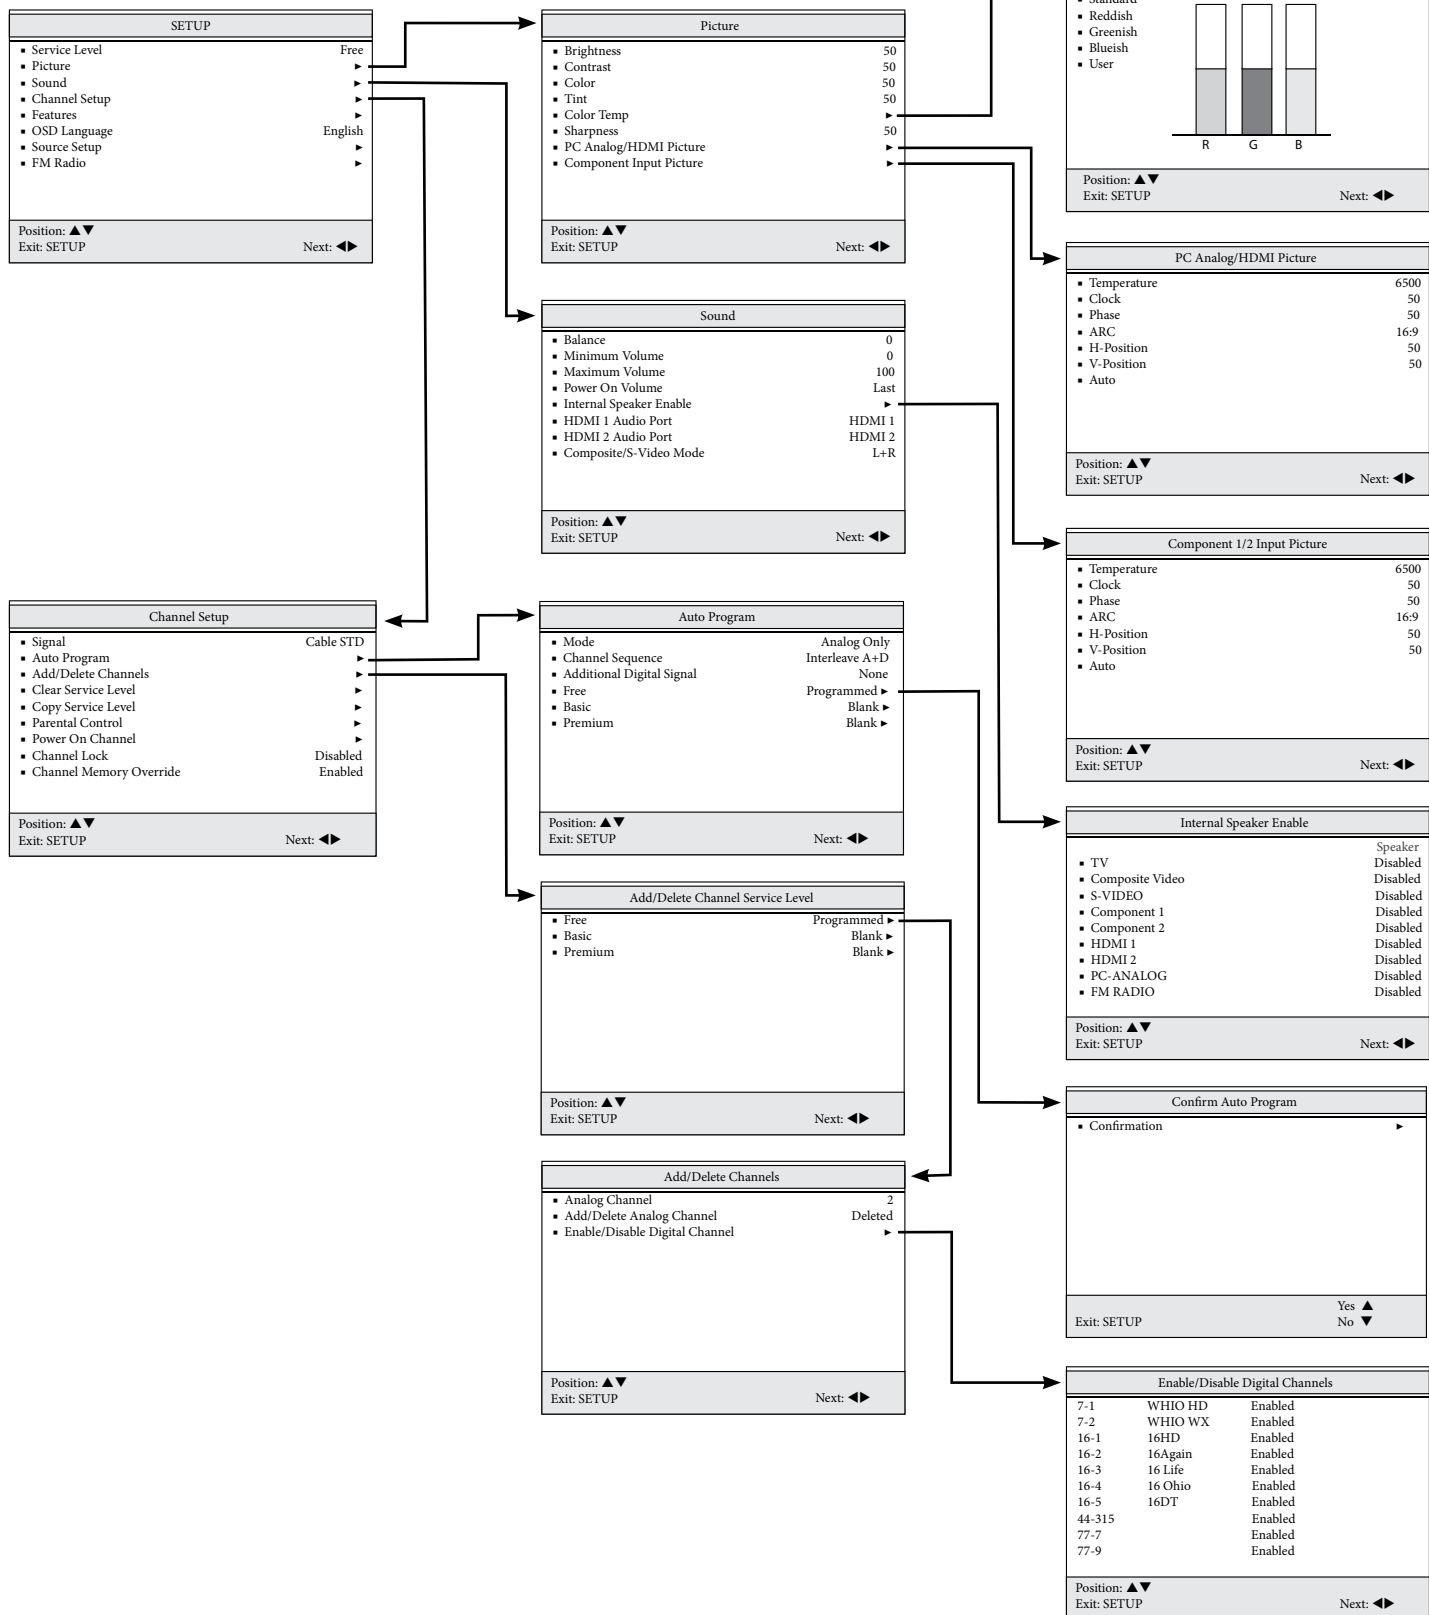 SETUP
Service Level Free
Picture ►
Sound ►
Channel Setup ►
Features ►
OSD Language English
Source Setup ►
FM Radio ►
Position: ▲▼
Exit: SETUP Next: ◀▶
Picture
Brightness 50
Contrast 50
Color 50
Tint 50
Color Temp ►
Sharpness 50
PC Analog/HDMI Picture ►
Component Input Picture ►
Position: ▲▼
Exit: SETUP Next: ◀▶
Reddish
Greenish
Blueish
User
R G B
Position: ▲▼
Exit: SETUP Next: ◀▶
PC Analog/HDMI Picture
Temperature 6500
Clock 50
Phase 50
ARC 16:9
H-Position 50
V-Position 50
Auto
Position: ▲▼
Exit: SETUP Next: ◀▶
Sound
Balance 0
Minimum Volume 0
Maximum Volume 100
Power On Volume Last
Internal Speaker Enable ►
HDMI 1 Audio Port HDMI 1
HDMI 2 Audio Port HDMI 2
Composite/S-Video Mode L+R
Position: ▲▼
Exit: SETUP Next: ◀▶
Component 1/2 Input Picture
Temperature 6500
Clock 50
Phase 50
ARC 16:9
H-Position 50
V-Position 50
Auto
Position: ▲▼
Exit: SETUP Next: ◀▶
Channel Setup
Signal Cable STD
Auto Program ►
Add/Delete Channels ►
Clear Service Level ►
Copy Service Level ►
Parental Control ►
Power On Channel ►
Channel Lock Disabled
Channel Memory Override Enabled
Position: ▲▼
Exit: SETUP Next: ◀▶
Auto Program
Mode Analog Only
Channel Sequence Interleave A+D
Additional Digital Signal None
Free Programmed ►
Basic Blank ►
Premium Blank ►
Position: ▲▼
Exit: SETUP Next: ◀▶
Internal Speaker Enable
Speaker
TV Disabled
Composite Video Disabled
S-VIDEO Disabled
Component 1 Disabled
Component 2 Disabled
HDMI 1 Disabled
HDMI 2 Disabled
PC-ANALOG Disabled
FM RADIO Disabled
Position: ▲▼
Exit: SETUP Next: ◀▶
Add/Delete Channel Service Level
Free Programmed ►
Basic Blank ►
Premium Blank ►
Position: ▲▼
Exit: SETUP Next: ◀▶
Confirm Auto Program
Confirmation ►
Yes ▲
Exit: SETUP No ▼
Add/Delete Channels
Analog Channel 2
Add/Delete Analog Channel Deleted
Enable/Disable Digital Channel ►
Position: ▲▼
Exit: SETUP Next: ◀▶
Enable/Disable Digital Channels
7-1 WHIO HD Enabled
7-2 WHIO WX Enabled
16-1 16HD Enabled
16-2 16Again Enabled
16-3 16 Life Enabled
16-4 16 Ohio Enabled
16-5 16DT Enabled
44-315 Enabled
77-7 Enabled
77-9 Enabled
Position: ▲▼
Exit: SETUP Next: ◀▶